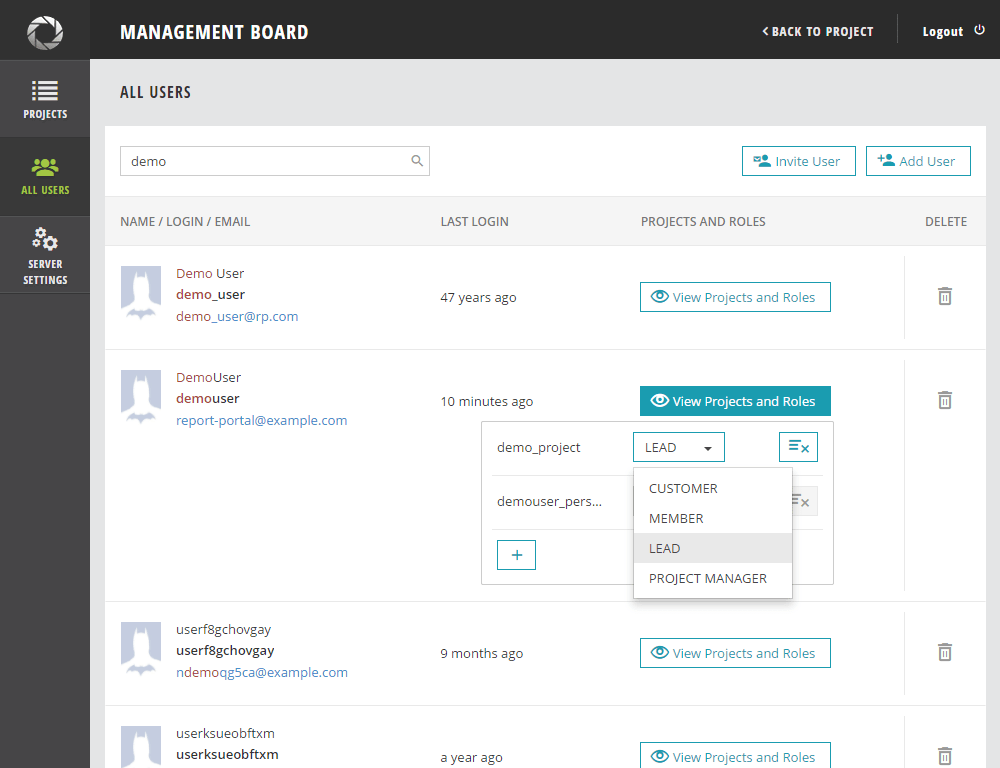 MANAGEMENT BOARD
BACK TO PROJECT
Logout
PROJECTS
ALL USERS
SERVER
SETTINGS
ALL USERS
demo
Invite User
Add User
NAME / LOGIN / EMAIL
LAST LOGIN
PROJECTS AND ROLES
DELETE
Demo User
demo_user
demo_user@rp.com
47 years ago
View Projects and Roles
DemoUser
demouser
report-portal@example.com
10 minutes ago
View Projects and Roles
demo_project
LEAD
demouser_pers...
CUSTOMER
MEMBER
LEAD
PROJECT MANAGER
+
userf8gchovgay
userf8gchovgay
ndemoqg5ca@example.com
9 months ago
View Projects and Roles
userksueobftxm
userksueobftxm
a year ago
View Projects and Roles